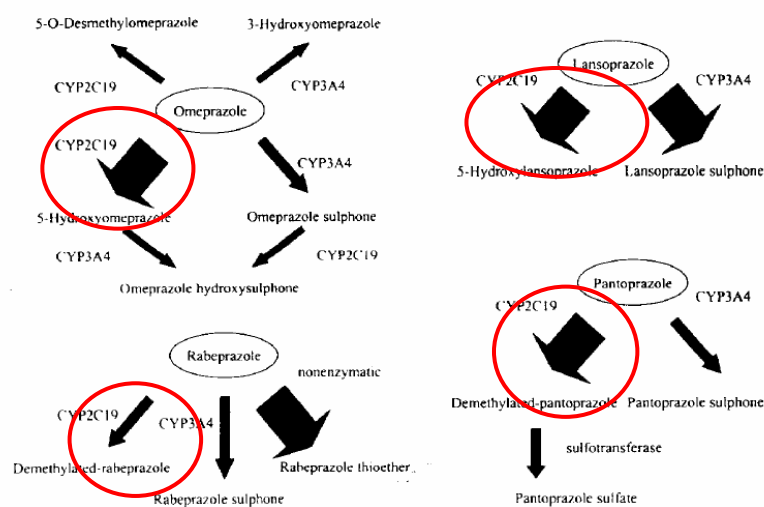 5-O-Desmethylomeprazole
3-Hydroxyomeprazole
CYP2C19
CYP3A4
Omeprazole
CYP2C19
CYP3A4
5-Hydroxyomeprazole
Omeprazole sulphone
CYP3A4
CYP2C19
Omeprazole hydroxysulphone
Lansoprazole
CYP2C19
CYP3A4
5-Hydroxylansoprazole
Lansoprazole sulphone
Rabeprazole
nonenzymatic
CYP2C19
CYP3A4
Demethylated-rabeprazole
Rabeprazole thioether
Rabeprazole sulphone
Pantoprazole
CYP2C19
CYP3A4
Demethylated-pantoprazole
Pantoprazole sulphone
sulfotransferase
Pantoprazole sulfate